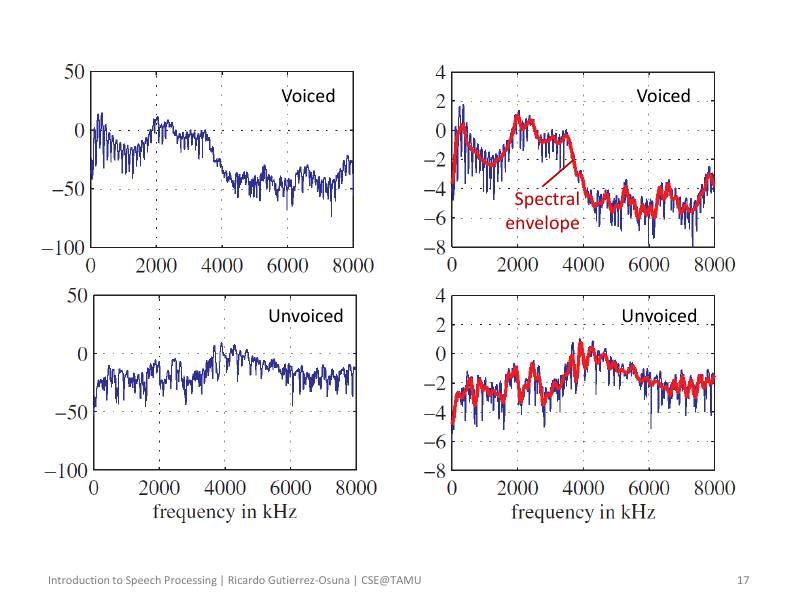 50
Voiced
0
−50
−100
0 2000 4000 6000 8000
4
Voiced
2
0
−2
−4
Spectral
envelope
−6
−8
0 2000 4000 6000 8000
50
Unvoiced
0
−50
−100
0 2000 4000 6000 8000
frequency in kHz
4
Unvoiced
2
0
−2
−4
−6
−8
0 2000 4000 6000 8000
frequency in kHz
Introduction to Speech Processing | Ricardo Gutierrez-Osuna | CSE@TAMU
17